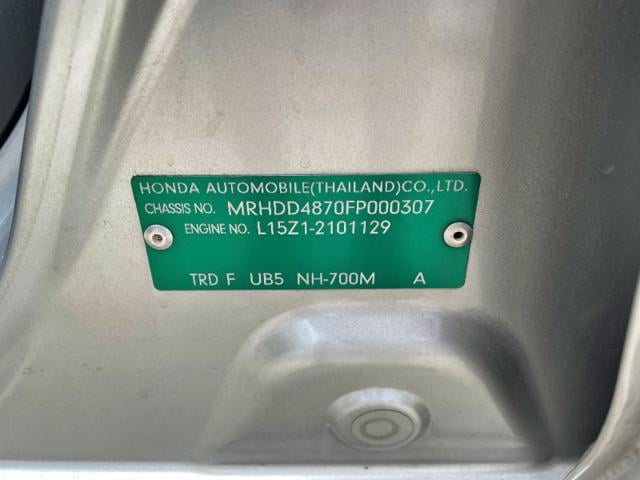 HONDA AUTOMOBILE(THAILAND)CO.,LTD.
CHASSIS NO. MRHDD4870FP000307
ENGINE NO. L15Z1-2101129
TRD F UB5 NH-700M A